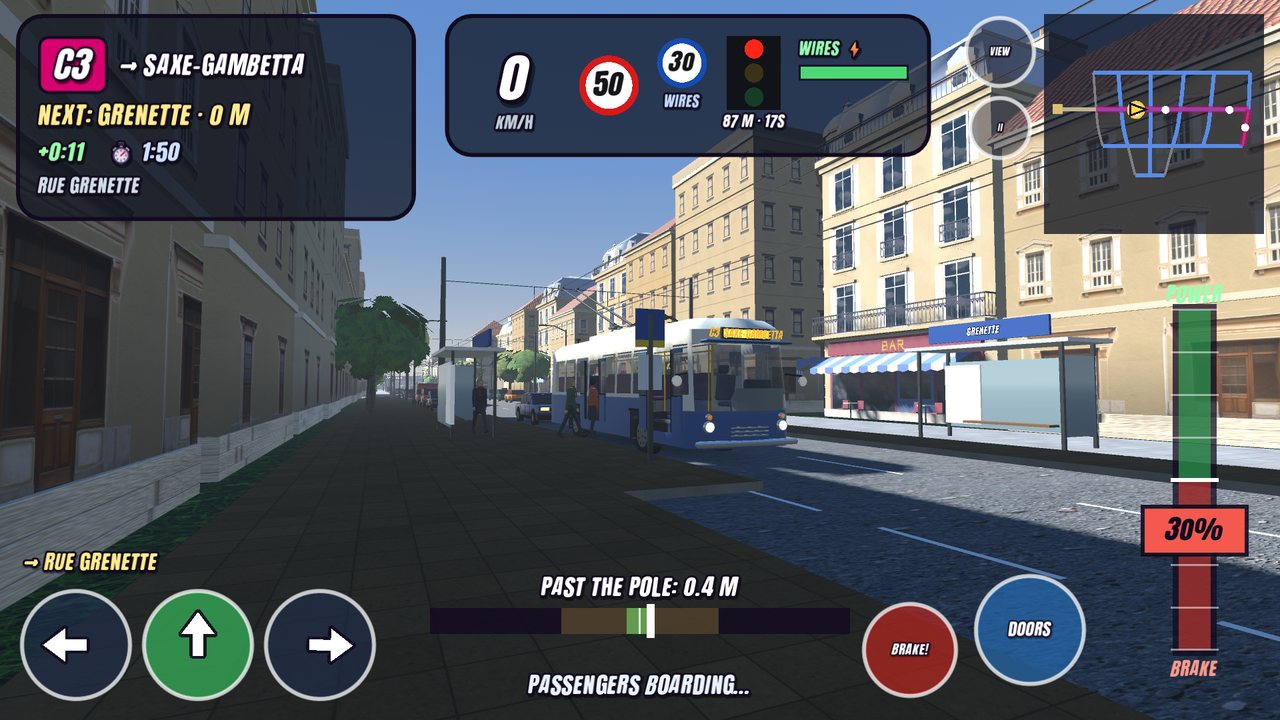 C3 → SAXE-GAMBETTA
NEXT: GRENETTE · 0 M
+0:11 1:50
RUE GRENETTE
0
KM/H
50
30
WIRES
87 M · 17S
WIRES
VIEW
II
POWER
C3 SAXE-GAMBETTA
GRENETTE
BAR
30%
→ RUE GRENETTE
PAST THE POLE: 0.4 M
BRAKE!
DOORS
BRAKE
PASSENGERS BOARDING...